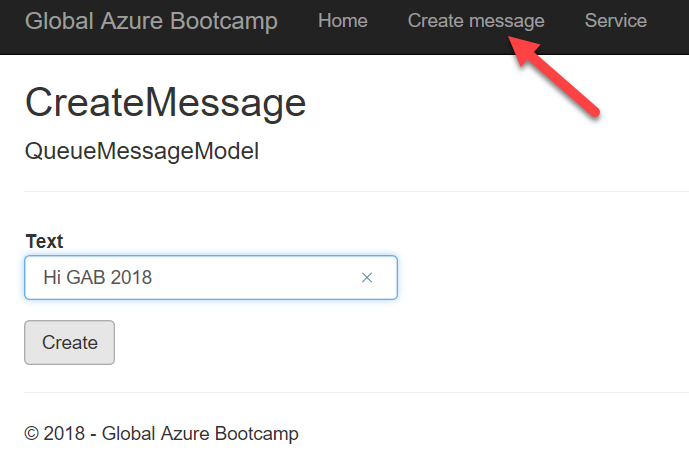 Global Azure Bootcamp Home Create message Service
CreateMessage
QueueMessageModel
Text
Hi GAB 2018
Create
© 2018 - Global Azure Bootcamp